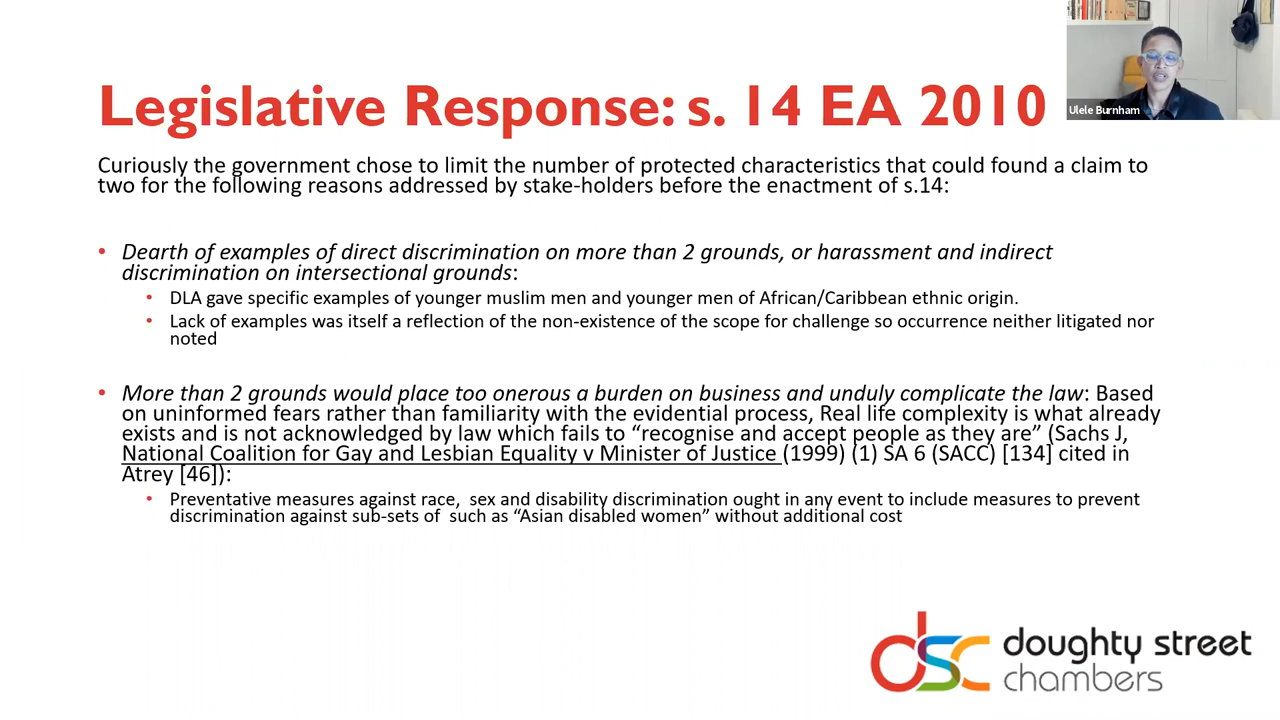 Legislative Response: s. 14 EA 2010
Ulele Burnham
Curiously the government chose to limit the number of protected characteristics that could found a claim to
two for the following reasons addressed by stake-holders before the enactment of s.14:
• Dearth of examples of direct discrimination on more than 2 grounds, or harassment and indirect
discrimination on intersectional grounds:
• DLA gave specific examples of younger muslim men and younger men of African/Caribbean ethnic origin.
• Lack of examples was itself a reflection of the non-existence of the scope for challenge so occurrence neither litigated nor
noted
• More than 2 grounds would place too onerous a burden on business and unduly complicate the law: Based
on uninformed fears rather than familiarity with the evidential process, Real life complexity is what already
exists and is not acknowledged by law which fails to “recognise and accept people as they are” (Sachs J,
National Coalition for Gay and Lesbian Equality v Minister of Justice (1999) (1) SA 6 (SACC) [134] cited in
Atrey [46]):
• Preventative measures against race, sex and disability discrimination ought in any event to include measures to prevent
discrimination against sub-sets of such as “Asian disabled women” without additional cost
dsc doughty street
chambers